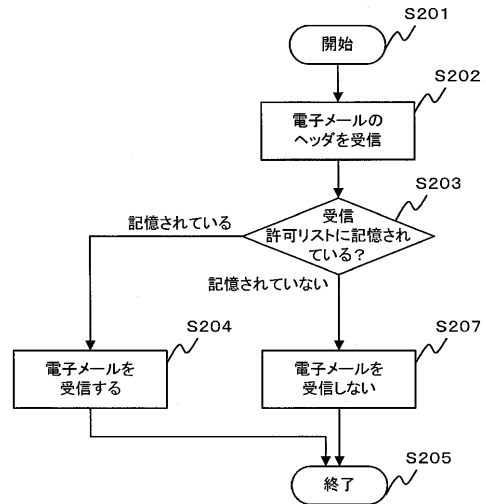 S201
開始
S202
電子メールの
ヘッダを受信
S203
受信
許可リストに記憶され
ている？
記憶されている
記憶されていない
S204
電子メールを
受信する
S207
電子メールを
受信しない
S205
終了